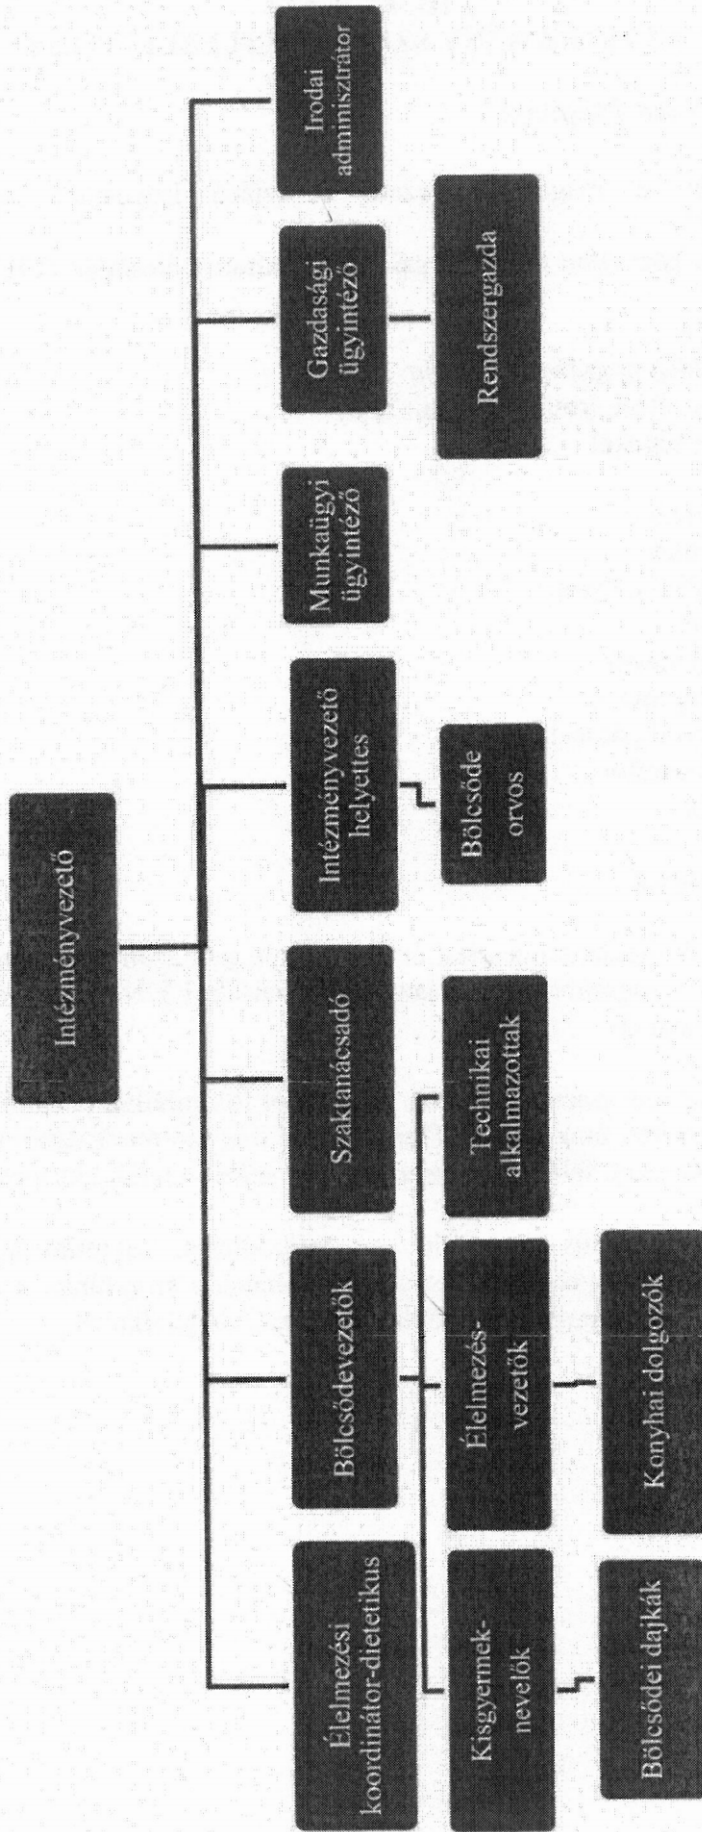 Intézményvezető
Élelmezési
koordinátor-dietetikus
Bölcsődevezetők
Szaktanácsadó
Intézményvezető
helyettes
Munkaügyi
ügyintéző
Gazdasági
ügyintéző
Irodai
adminisztrátor
Kisgyermek-
nevelők
Élelmezés-
vezetők
Technikai
alkalmazottak
Bölcsőde
orvos
Rendszergazda
Bölcsődei dajkák
Konyhai dolgozók